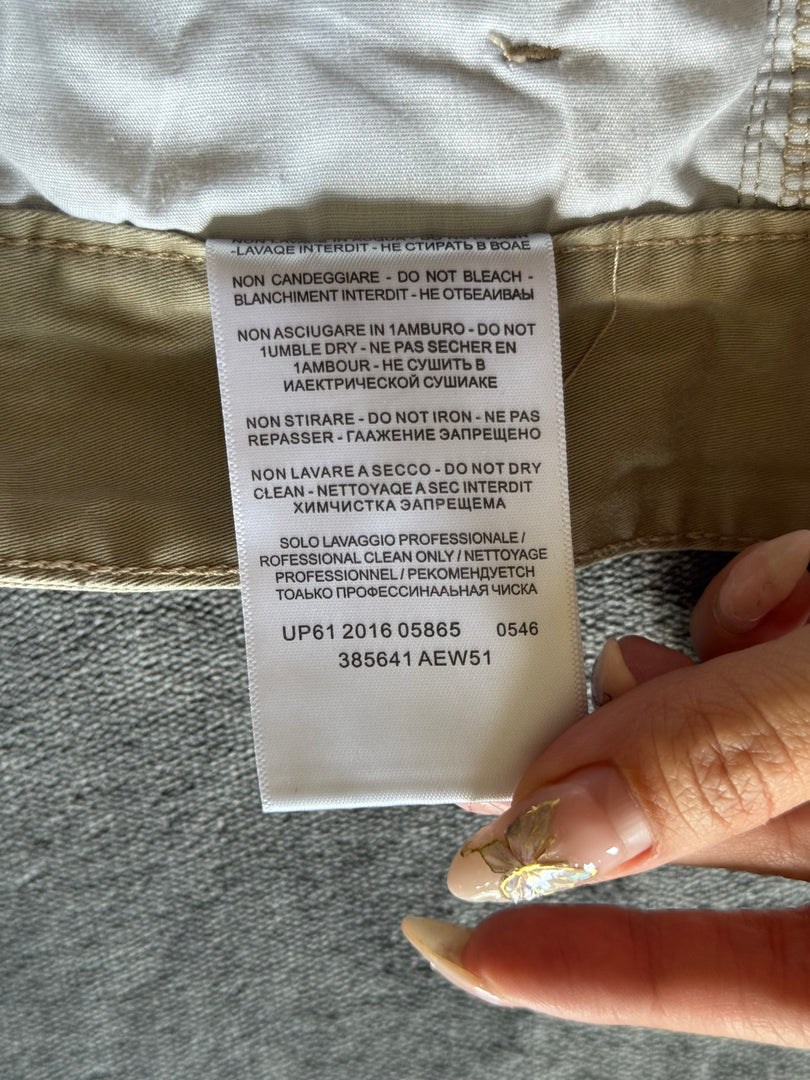 -LAVAQE INTERDIT - НЕ СТИРАТЬ В ВОАЕ
NON CANDEGGIARE - DO NOT BLEACH -
BLANCHIMENT INTERDIT - НЕ ОТБЕАИВАЫ
NON ASCIUGARE IN 1AMBURO - DO NOT
1UMBLE DRY - NE PAS SECHER EN
1AMBOUR - НЕ СУШИТЬ В
ИАЕКТРИЧЕСКОЙ СУШИАКЕ
NON STIRARE - DO NOT IRON - NE PAS
REPASSER - ГААЖЕНИЕ ЭАПРЕЩЕНО
NON LAVARE A SECCO - DO NOT DRY
CLEAN - NETTOYAQE A SEC INTERDIT
ХИМЧИСТКА ЭАПРЕЩЕМА
SOLO LAVAGGIO PROFESSIONALE /
ROFESSIONAL CLEAN ONLY / NETTOYAGE
PROFESSIONNEL / РЕКОМЕНДУЕТСН
ТОАЬКО ПРОФЕССИНААЬНАЯ ЧИСКА
UP61 2016 05865 0546
385641 AEW51